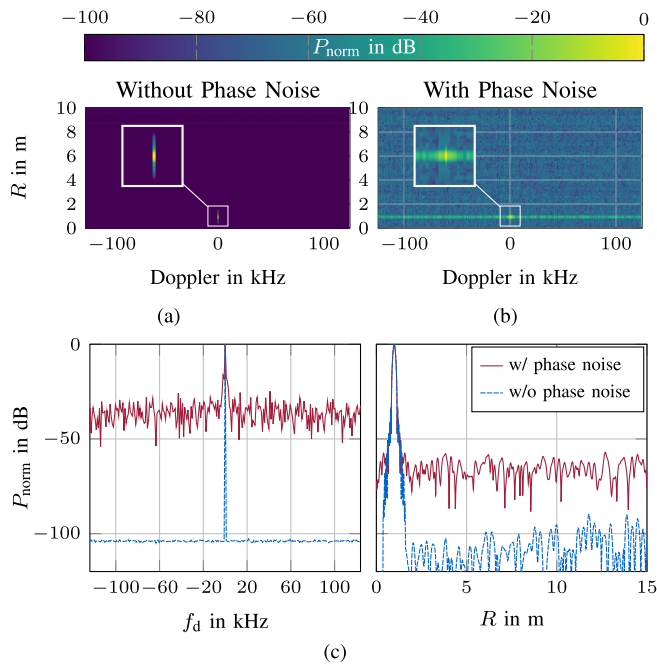 −100 −80 −60 −40 −20 0
P_norm in dB
Without Phase Noise With Phase Noise
R in m
10
8
6
4
2
0
−100 0 100
Doppler in kHz
(a)
10
8
6
4
2
0
−100 0 100
Doppler in kHz
(b)
P_norm in dB
0
−50
−100
−100 −60 −20 20 60 100
f_d in kHz
w/ phase noise
w/o phase noise
0 5 10 15
R in m
(c)